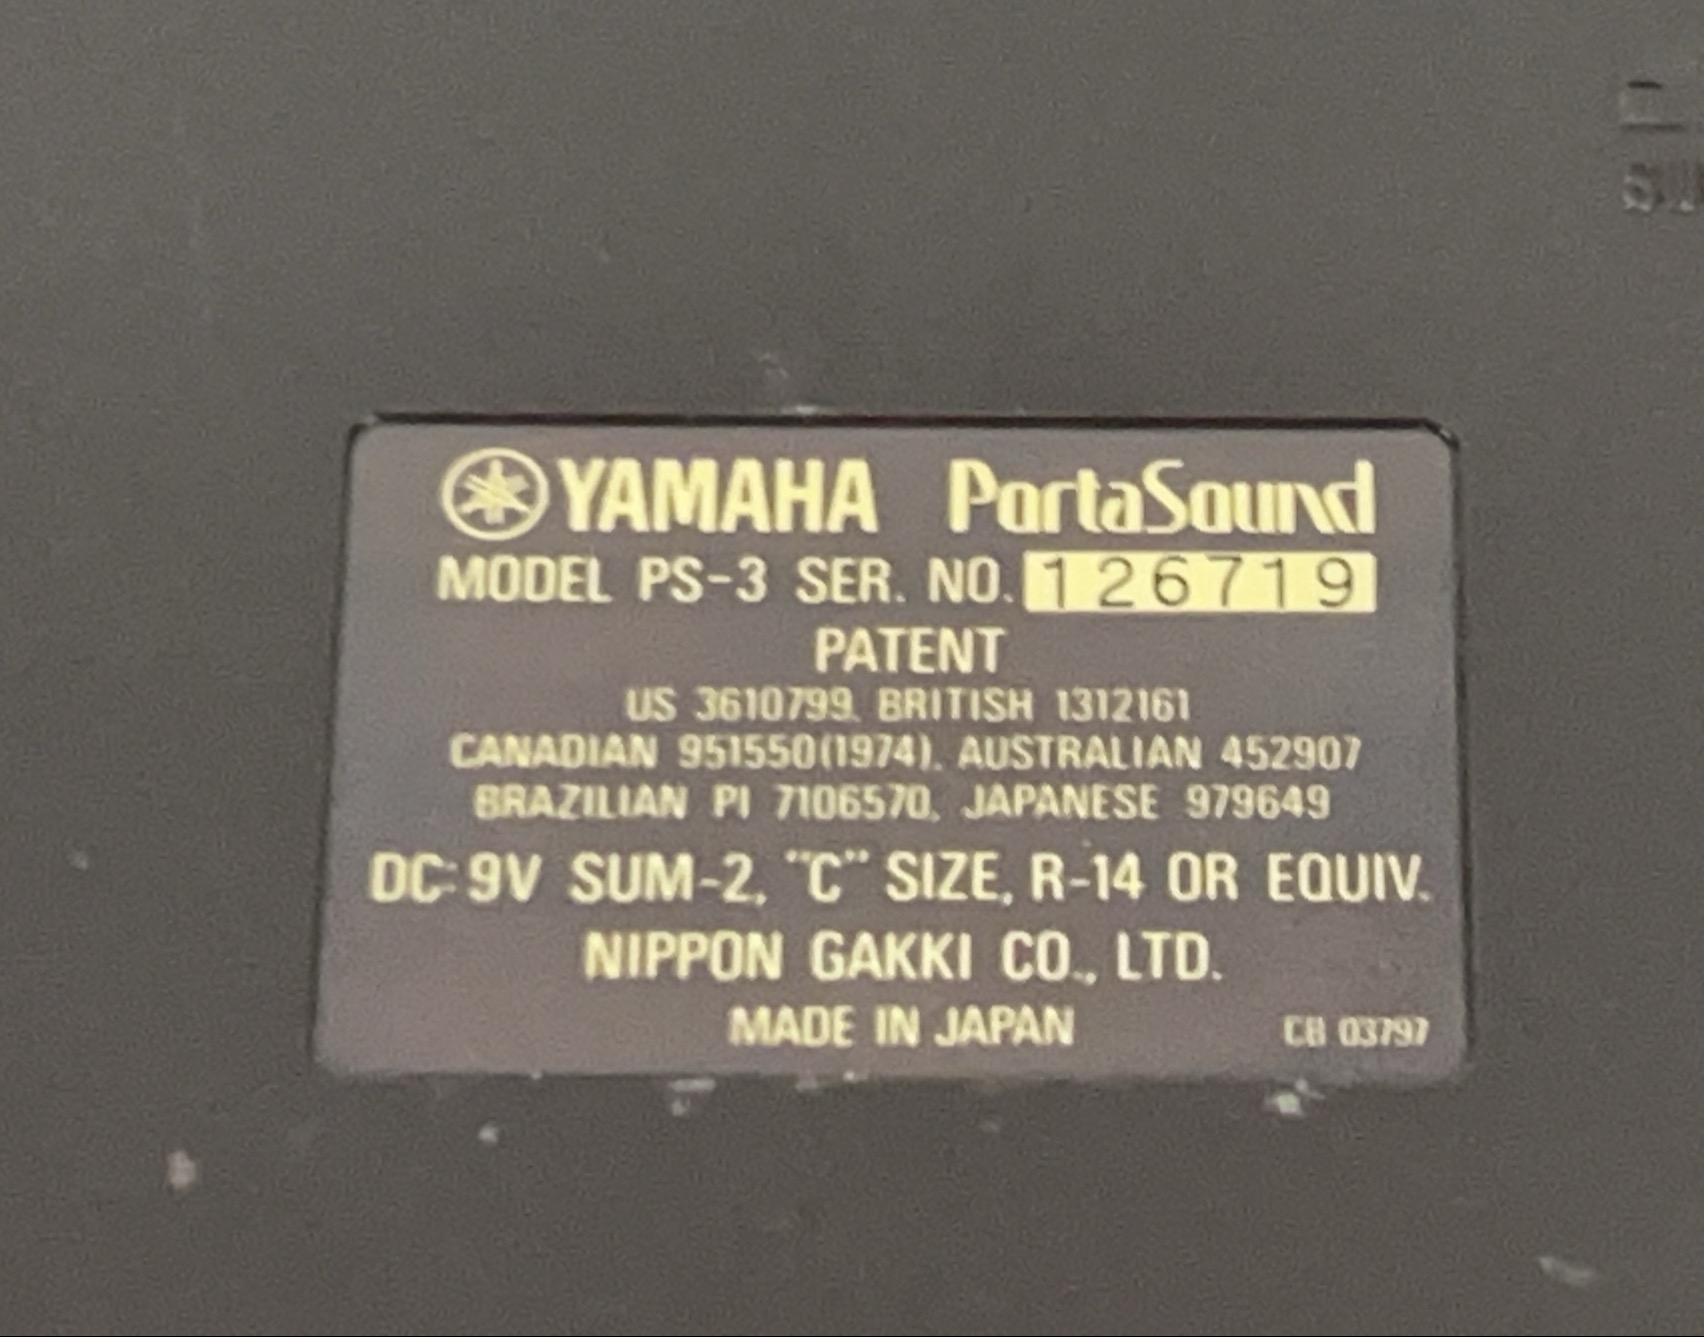 YAMAHA PortaSound
MODEL PS-3 SER. NO. 126719
PATENT
US 3610799, BRITISH 1312161
CANADIAN 951550(1974), AUSTRALIAN 452907
BRAZILIAN PI 7106570, JAPANESE 979649
DC: 9V SUM-2, "C" SIZE, R-14 OR EQUIV.
NIPPON GAKKI CO., LTD.
MADE IN JAPAN
CB 03797